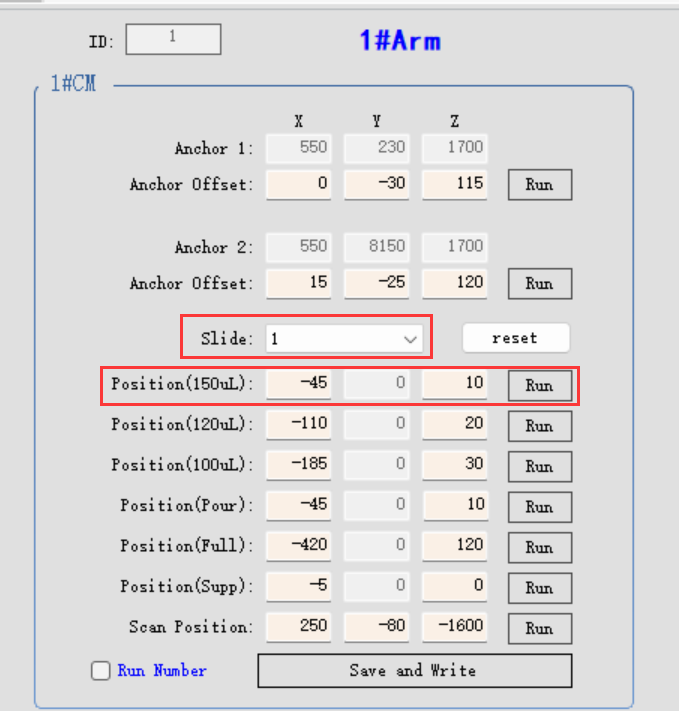 ID: 1 1#Arm
1#CM
X Y Z
Anchor 1: 550 230 1700
Anchor Offset: 0 -30 115 Run
Anchor 2: 550 8150 1700
Anchor Offset: 15 -25 120 Run
Slide: 1 reset
Position(150uL): -45 0 10 Run
Position(120uL): -110 0 20 Run
Position(100uL): -185 0 30 Run
Position(Pour): -45 0 10 Run
Position(Full): -420 0 120 Run
Position(Supp): -5 0 0 Run
Scan Position: 250 -80 -1600 Run
Run Number Save and Write